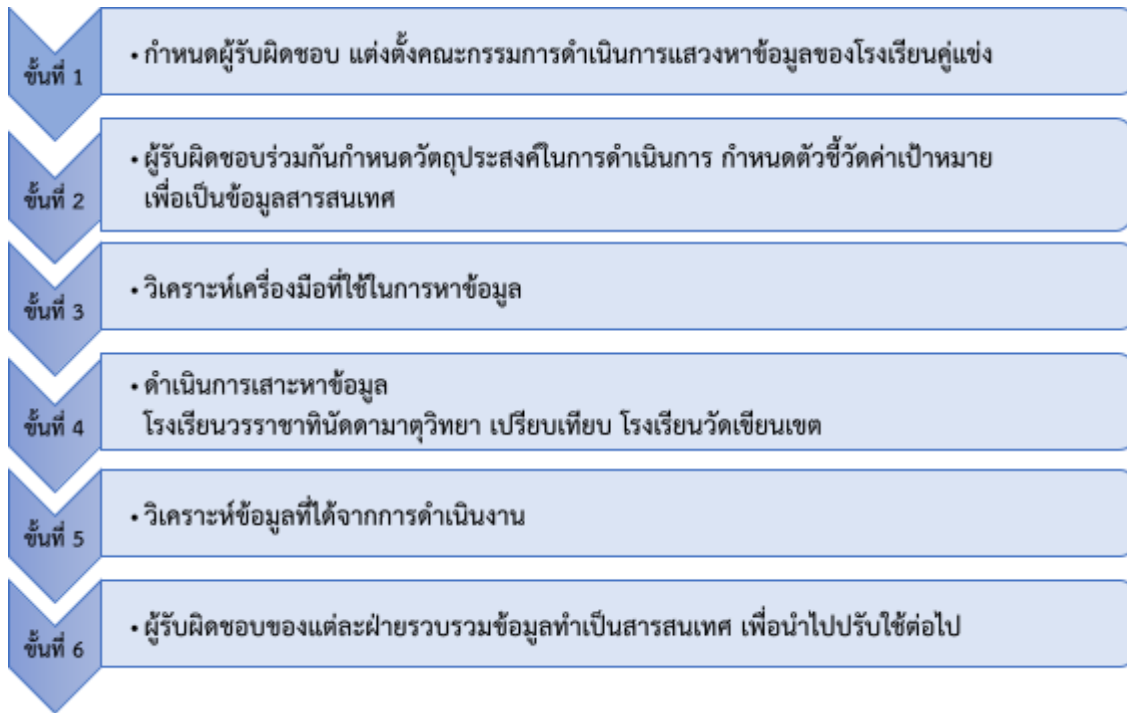 ขั้นที่ 1
• กำหนดผู้รับผิดชอบ แต่งตั้งคณะกรรมการดำเนินการแสวงหาข้อมูลของโรงเรียนคู่แข่ง
ขั้นที่ 2
• ผู้รับผิดชอบร่วมกันกำหนดวัตถุประสงค์ในการดำเนินการ กำหนดตัวชี้วัดค่าเป้าหมาย
เพื่อเป็นข้อมูลสารสนเทศ
ขั้นที่ 3
• วิเคราะห์เครื่องมือที่ใช้ในการหาข้อมูล
ขั้นที่ 4
• ดำเนินการเสาะหาข้อมูล
โรงเรียนวรราชาทินัดดามาตุวิทยา เปรียบเทียบ โรงเรียนวัดเขียนเขต
ขั้นที่ 5
• วิเคราะห์ข้อมูลที่ได้จากการดำเนินงาน
ขั้นที่ 6
• ผู้รับผิดชอบของแต่ละฝ่ายรวบรวมข้อมูลทำเป็นสารสนเทศ เพื่อนำไปปรับใช้ต่อไป